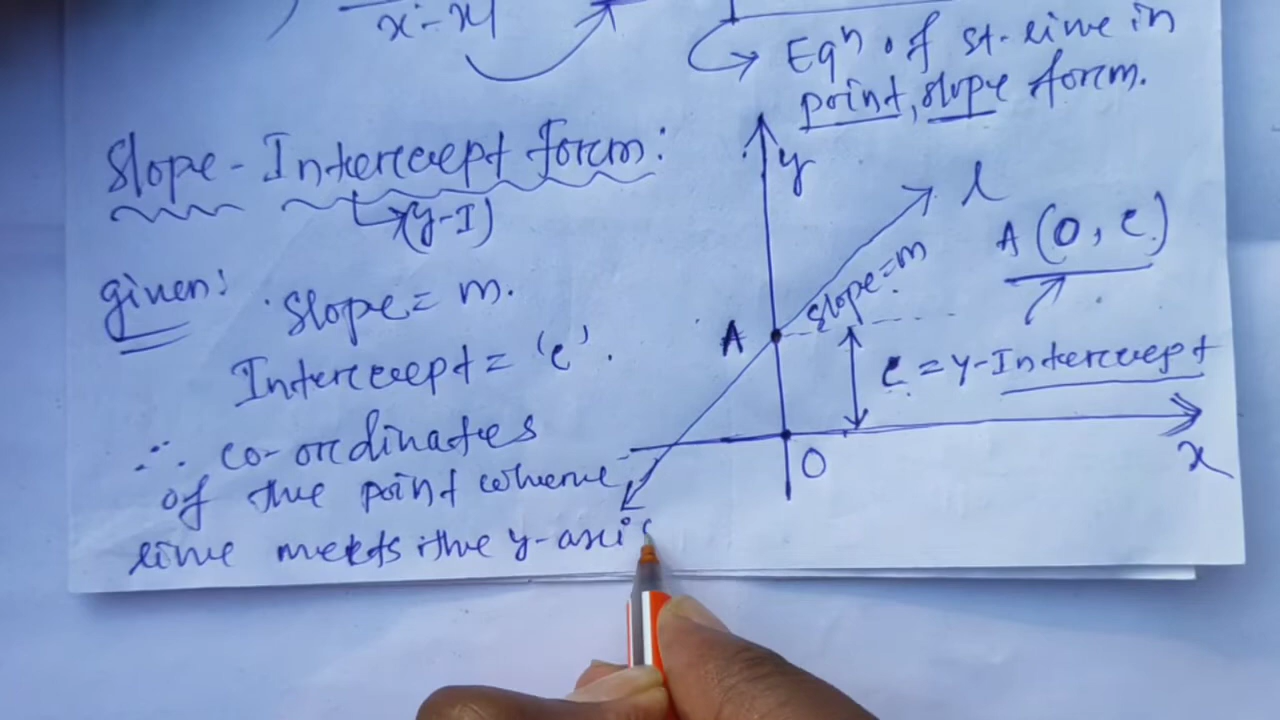 x - x1
Eqn of st. line in
point, slope form.
Slope - Intercept form:
(y-I)
given: Slope = m.
Intercept = 'c'.
∴ co-ordinates
of the point where
line meets the y-axis
y
l
A (0, c)
slope = m
A
c = y-Intercept
O
x